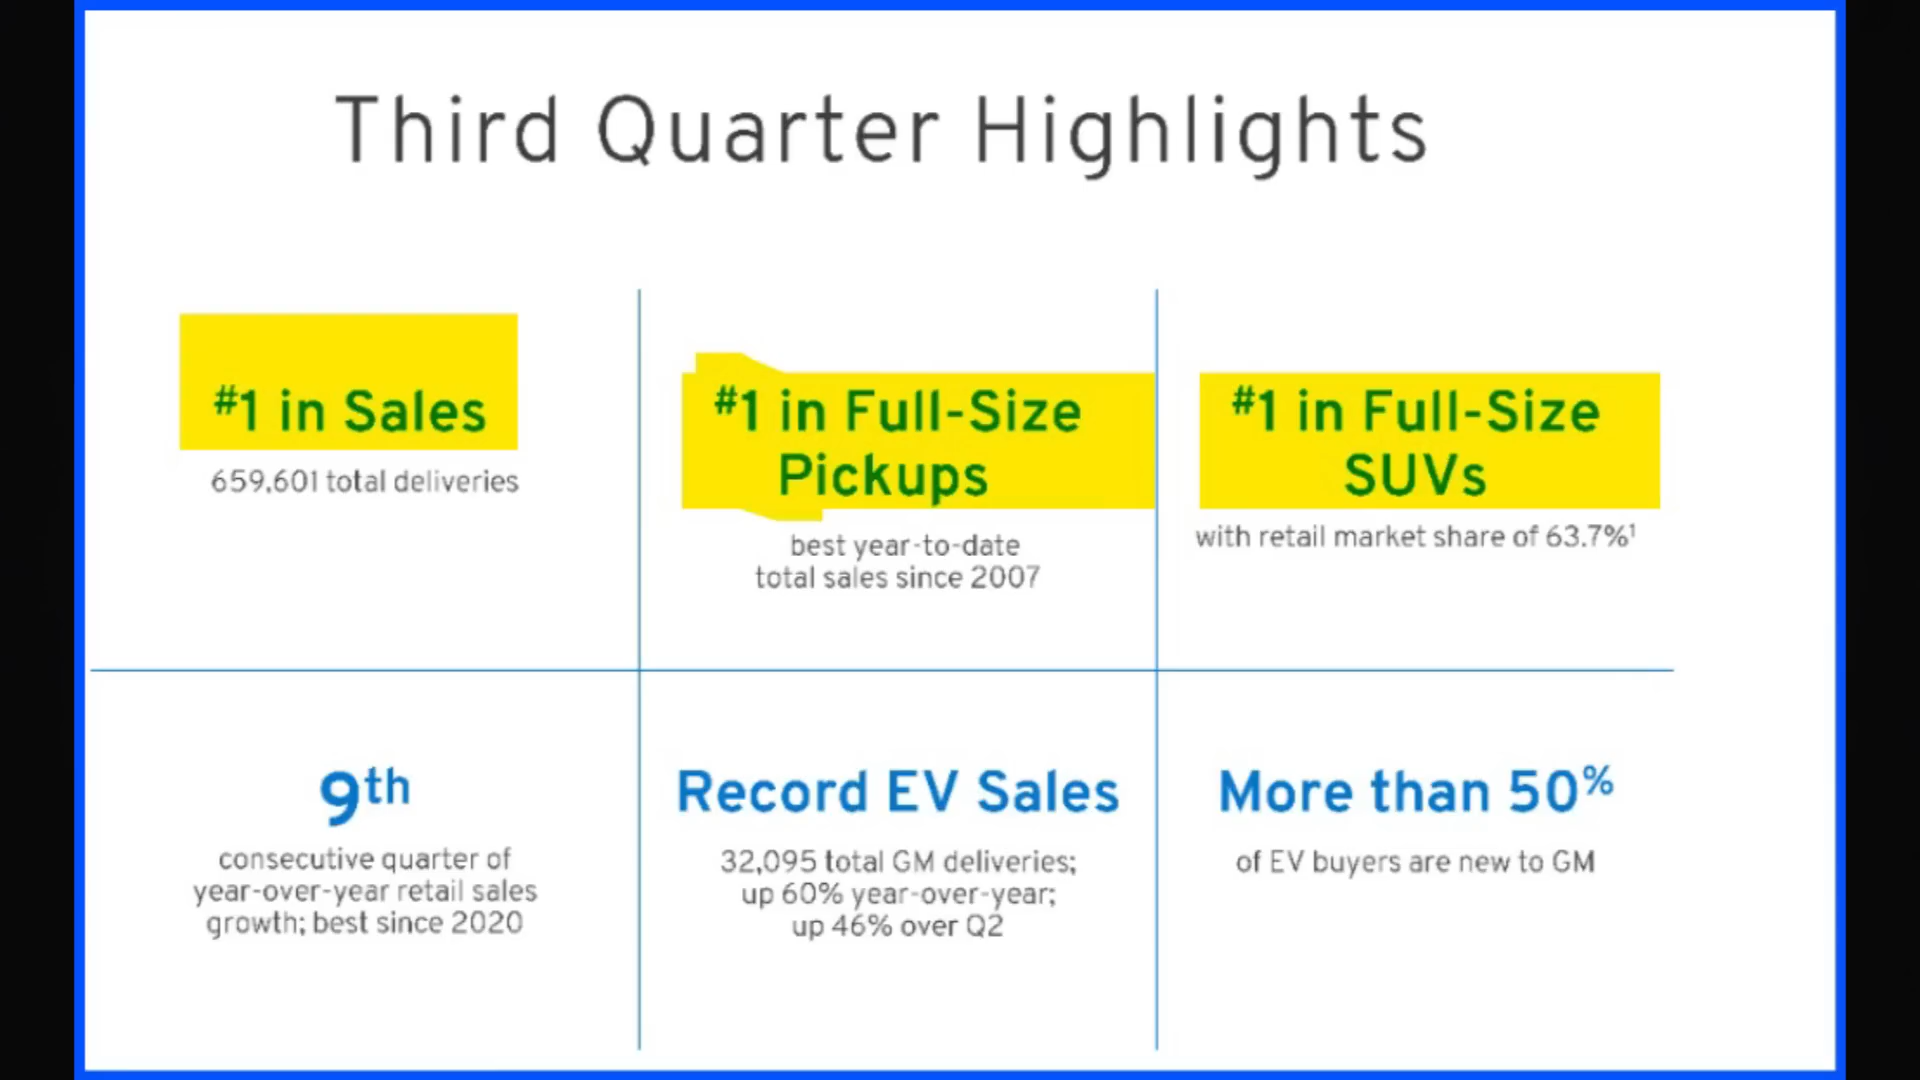 Third Quarter Highlights
#1 in Sales
659,601 total deliveries
#1 in Full-Size
Pickups
best year-to-date
total sales since 2007
#1 in Full-Size
SUVs
with retail market share of 63.7%¹
9th
consecutive quarter of
year-over-year retail sales
growth; best since 2020
Record EV Sales
32,095 total GM deliveries;
up 60% year-over-year;
up 46% over Q2
More than 50%
of EV buyers are new to GM